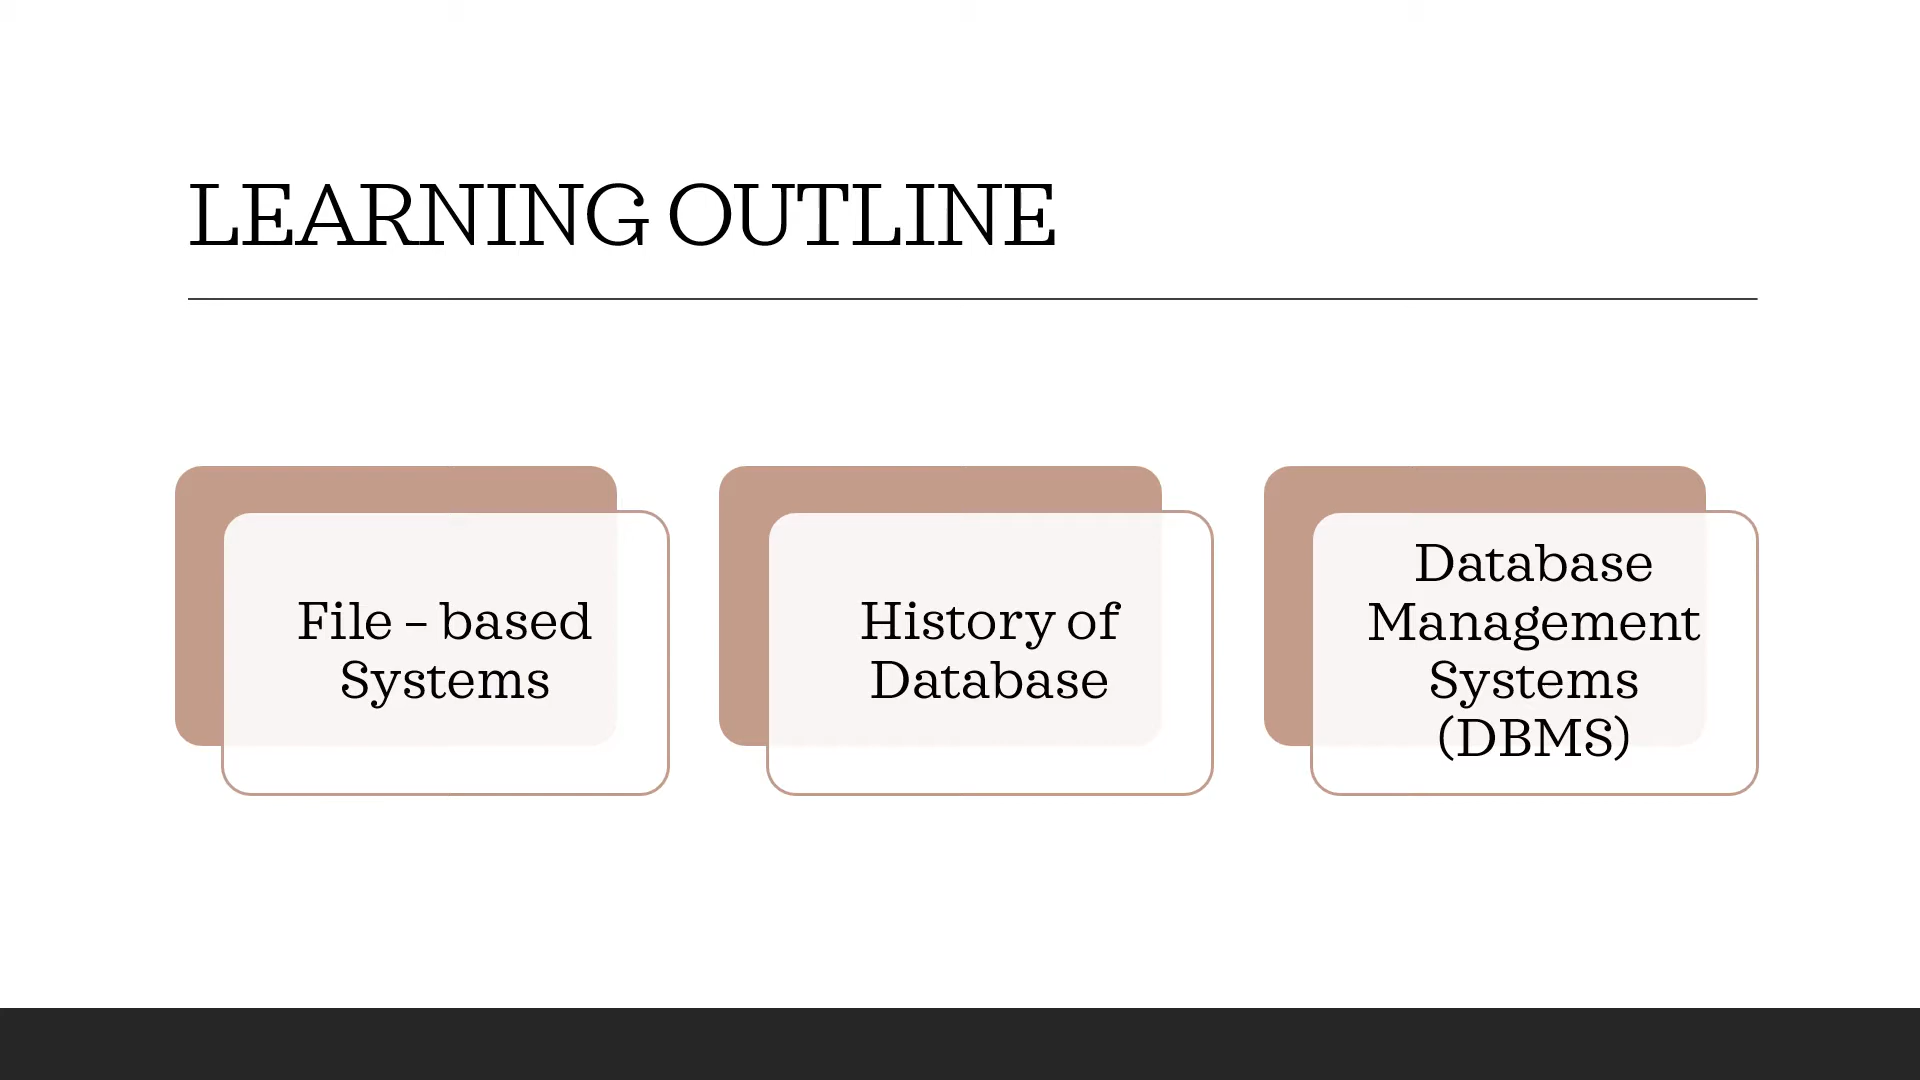 LEARNING OUTLINE
File – based
Systems
History of
Database
Database
Management
Systems
(DBMS)